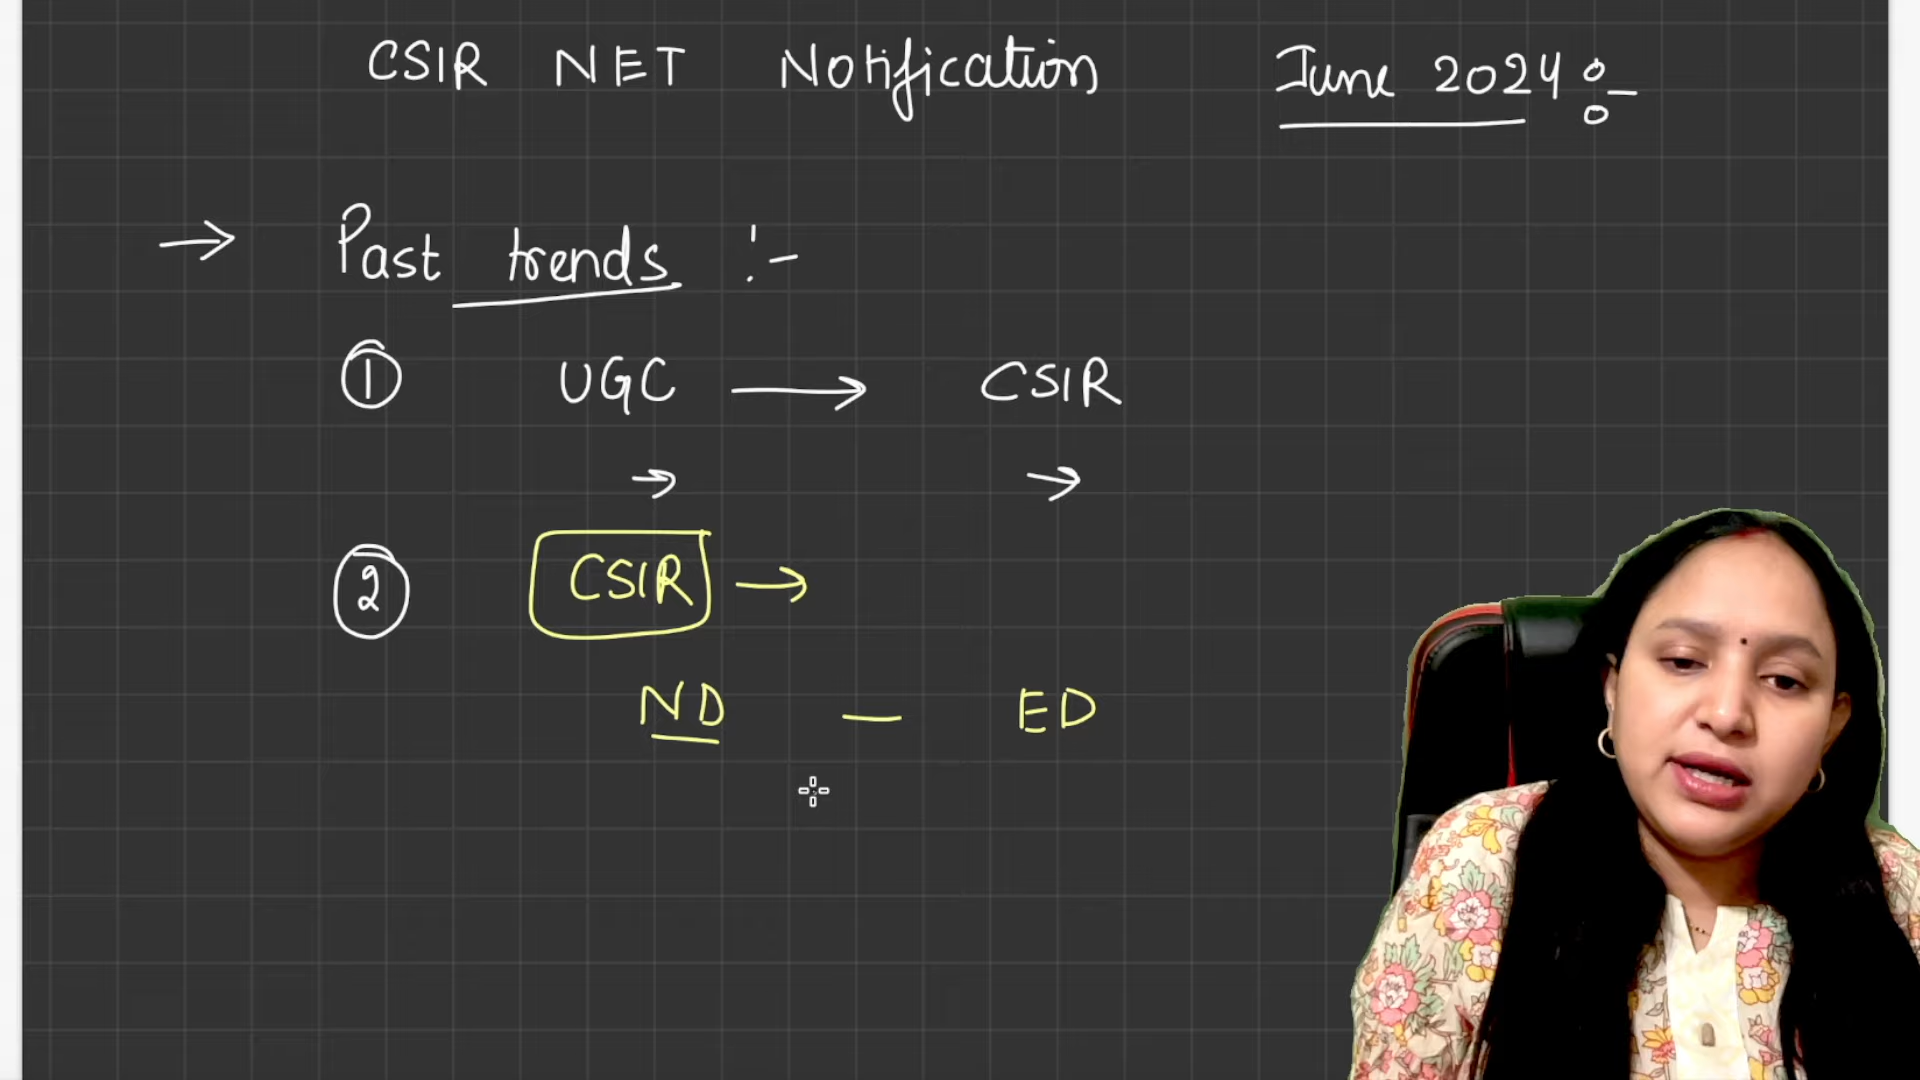 CSIR NET Notification June 2024 :-
→ Past trends :-
① UGC → CSIR
→ →
② CSIR →
ND — ED